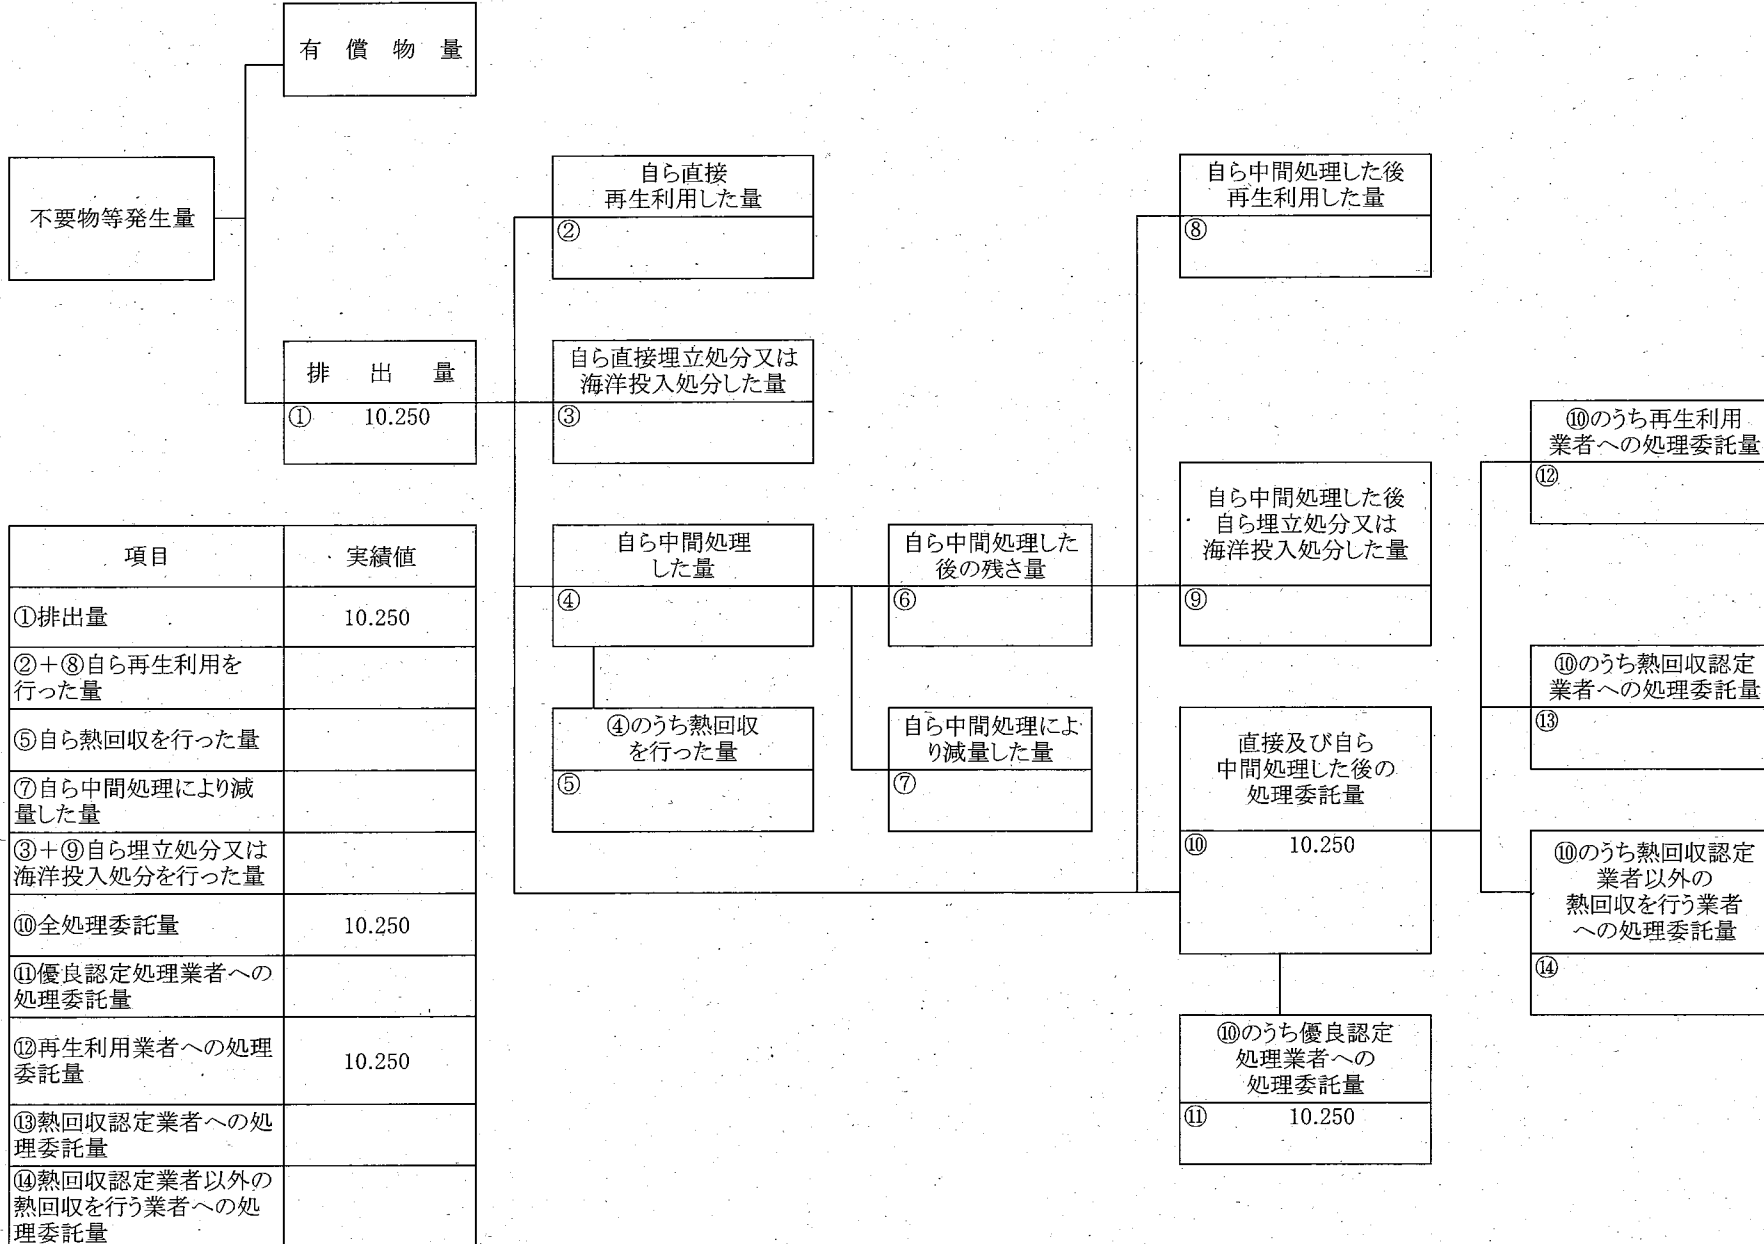 有 償 物 量
不要物等発生量
排 出 量
① 10.250
自ら直接
再生利用した量
②
自ら直接埋立処分又は
海洋投入処分した量
③
自ら中間処理
した量
④
④のうち熱回収
を行った量
⑤
自ら中間処理した
後の残さ量
⑥
自ら中間処理によ
り減量した量
⑦
自ら中間処理した後
再生利用した量
⑧
自ら中間処理した後
自ら埋立処分又は
海洋投入処分した量
⑨
直接及び自ら
中間処理した後の
処理委託量
⑩ 10.250
⑩のうち優良認定
処理業者への
処理委託量
⑪ 10.250
⑩のうち再生利用
業者への処理委託量
⑫
⑩のうち熱回収認定
業者への処理委託量
⑬
⑩のうち熱回収認定
業者以外の
熱回収を行う業者
への処理委託量
⑭
項目 実績値
①排出量 10.250
②+⑧自ら再生利用を
行った量
⑤自ら熱回収を行った量
⑦自ら中間処理により減
量した量
③+⑨自ら埋立処分又は
海洋投入処分を行った量
⑩全処理委託量 10.250
⑪優良認定処理業者への
処理委託量
⑫再生利用業者への処理
委託量 10.250
⑬熱回収認定業者への処
理委託量
⑭熱回収認定業者以外の
熱回収を行う業者への処
理委託量